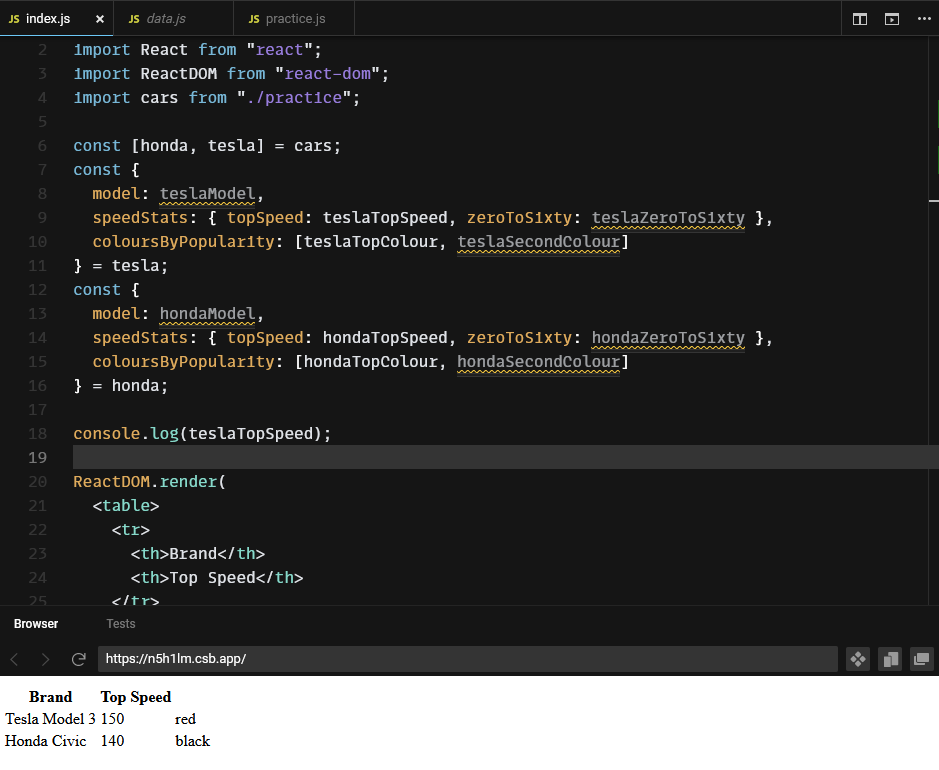 JS index.js × JS data.js JS practice.js
2 import React from "react";
3 import ReactDOM from "react-dom";
4 import cars from "./practice";
5
6 const [honda, tesla] = cars;
7 const {
8 model: teslaModel,
9 speedStats: { topSpeed: teslaTopSpeed, zeroToSixty: teslaZeroToSixty },
10 coloursByPopularity: [teslaTopColour, teslaSecondColour]
11 } = tesla;
12 const {
13 model: hondaModel,
14 speedStats: { topSpeed: hondaTopSpeed, zeroToSixty: hondaZeroToSixty },
15 coloursByPopularity: [hondaTopColour, hondaSecondColour]
16 } = honda;
17
18 console.log(teslaTopSpeed);
19
20 ReactDOM.render(
21 <table>
22 <tr>
23 <th>Brand</th>
24 <th>Top Speed</th>
25 </tr>
Browser Tests
https://n5h1lm.csb.app/
Brand Top Speed
Tesla Model 3 150 red
Honda Civic 140 black